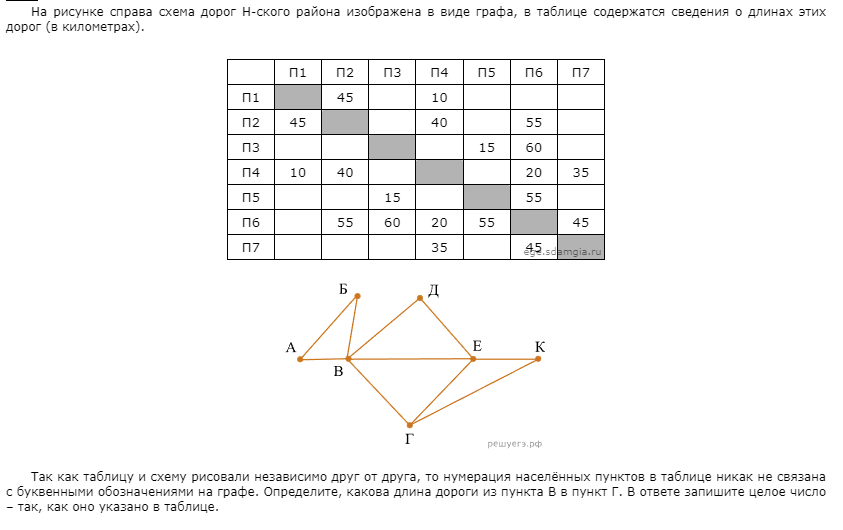 На рисунке справа схема дорог Н-ского района изображена в виде графа, в таблице содержатся сведения о длинах этих
дорог (в километрах).
П1 П2 П3 П4 П5 П6 П7
П1 45 10
П2 45 40 55
П3 15 60
П4 10 40 20 35
П5 15 55
П6 55 60 20 55 45
П7 35 45
ege.sdamgia.ru
Б Д
А В Е К
Г
решуегэ.рф
Так как таблицу и схему рисовали независимо друг от друга, то нумерация населённых пунктов в таблице никак не связана
с буквенными обозначениями на графе. Определите, какова длина дороги из пункта В в пункт Г. В ответе запишите целое число
– так, как оно указано в таблице.